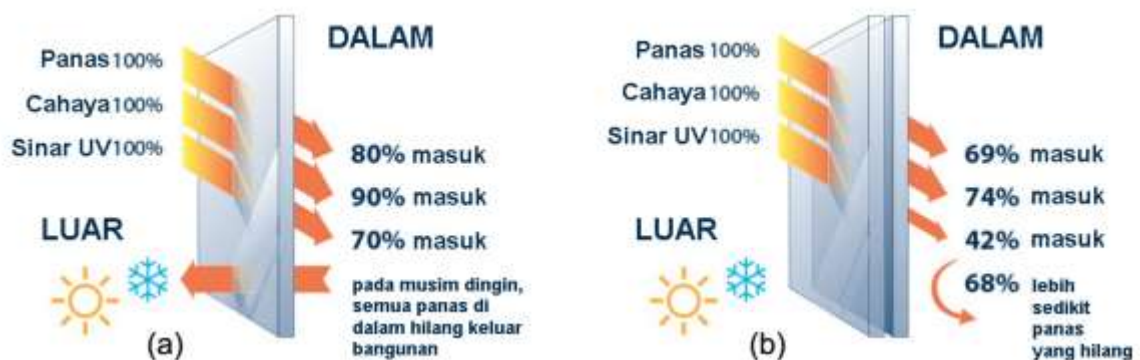 DALAM
Panas 100%
Cahaya 100%
Sinar UV 100%
80% masuk
90% masuk
70% masuk
LUAR
pada musim dingin,
semua panas di
dalam hilang keluar
bangunan
(a)
DALAM
Panas 100%
Cahaya 100%
Sinar UV 100%
69% masuk
74% masuk
42% masuk
LUAR
68% lebih
sedikit
panas
yang hilang
(b)